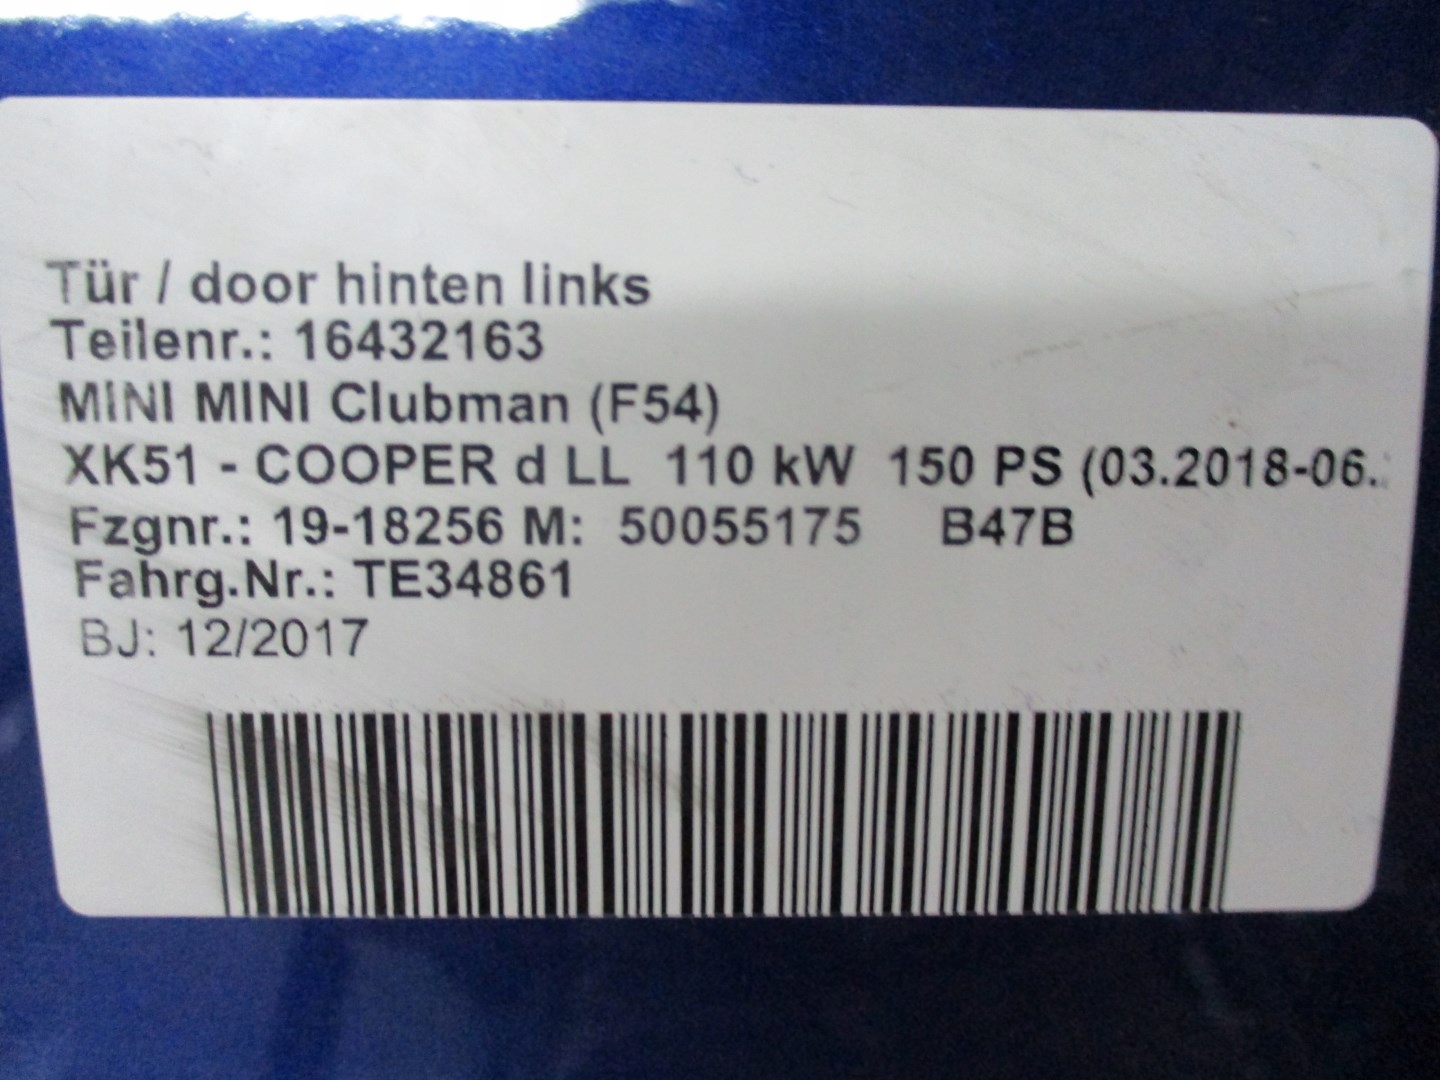 Tür / door hinten links
Teilenr.: 16432163
MINI MINI Clubman (F54)
XK51 - COOPER d LL 110 kW 150 PS (03.2018-06.
Fzgnr.: 19-18256 M: 50055175 B47B
Fahrg.Nr.: TE34861
BJ: 12/2017